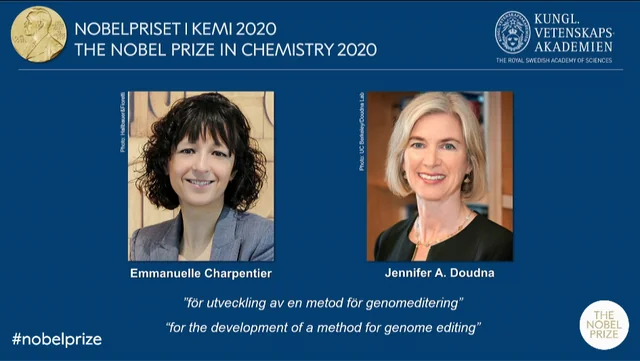 NOBELPRISET I KEMI 2020
THE NOBEL PRIZE IN CHEMISTRY 2020
KUNGL.
VETENSKAPS-
AKADEMIEN
THE ROYAL SWEDISH ACADEMY OF SCIENCES
Photo: Hallbauer&Fioretti
Photo: UC Berkeley/Doudna Lab
Emmanuelle Charpentier
Jennifer A. Doudna
"för utveckling av en metod för genomeditering"
"for the development of a method for genome editing"
#nobelprize
THE
NOBEL
PRIZE